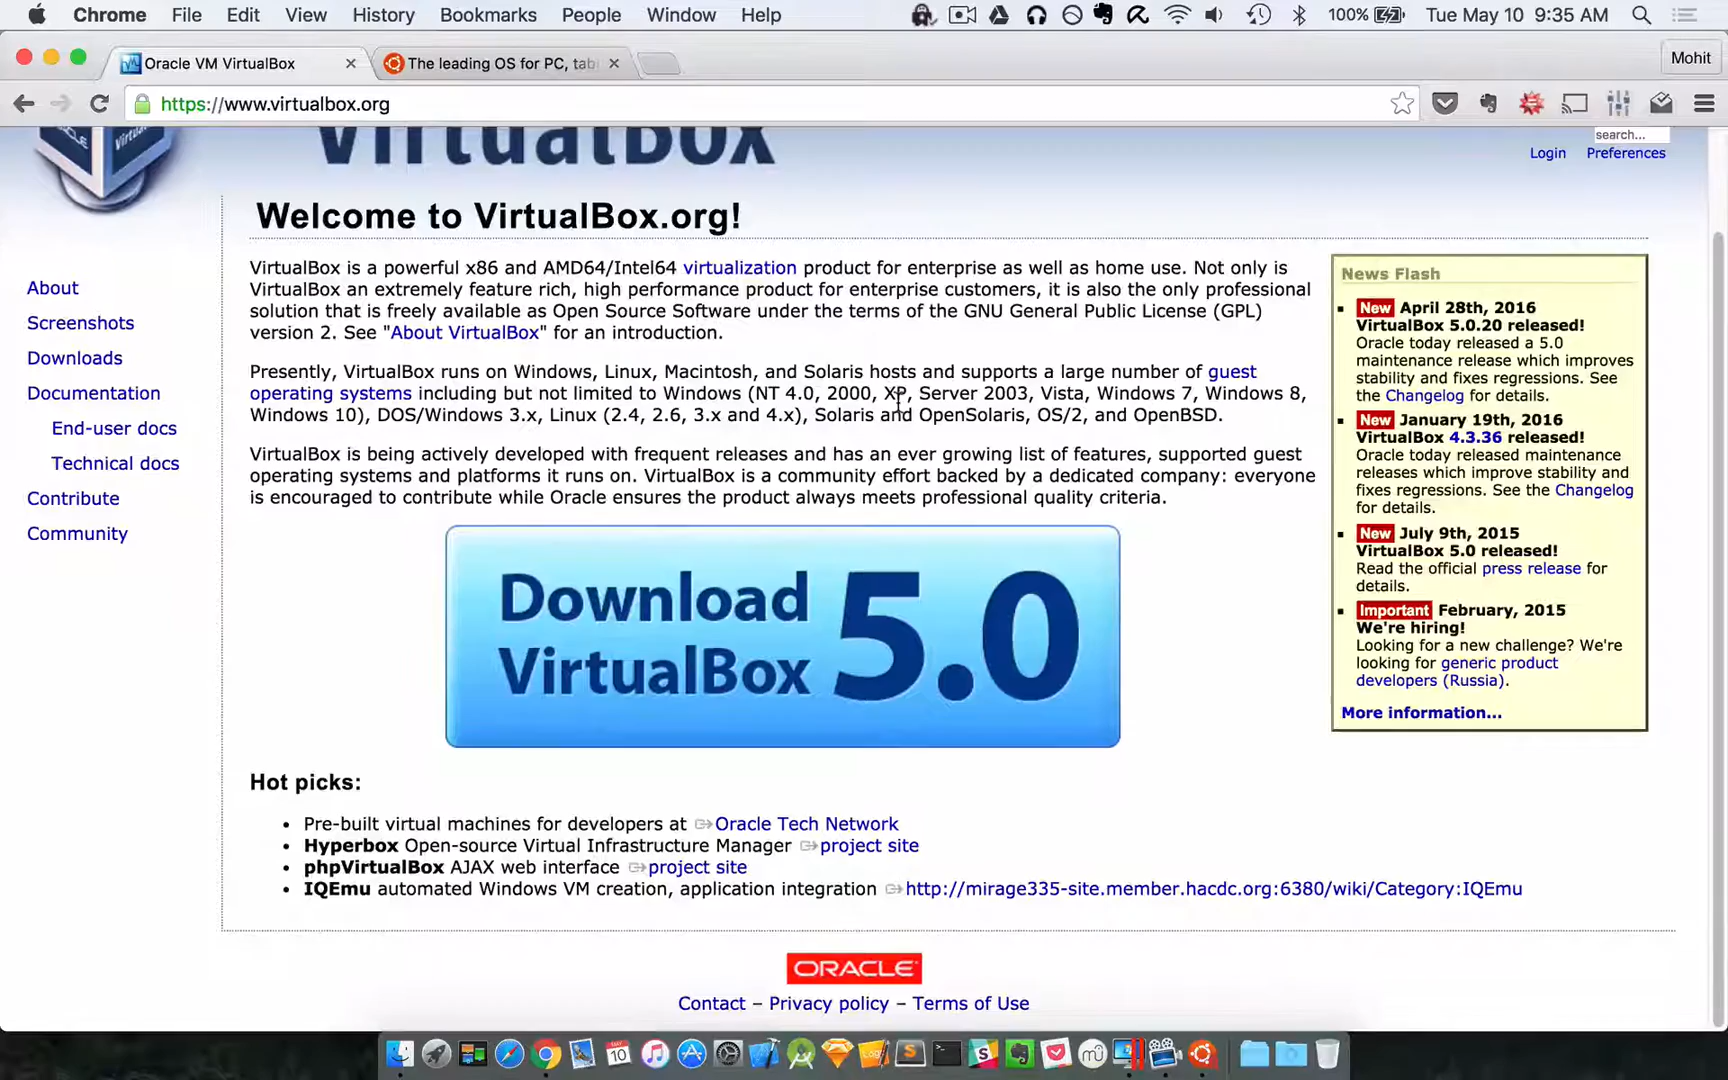 Chrome File Edit View History Bookmarks People Window Help 100% Tue May 10 9:35 AM
Oracle VM VirtualBox The leading OS for PC, tab Mohit
https://www.virtualbox.org
VirtualBox
search...
Login Preferences
Welcome to VirtualBox.org!
About
Screenshots
Downloads
Documentation
End-user docs
Technical docs
Contribute
Community
VirtualBox is a powerful x86 and AMD64/Intel64 virtualization product for enterprise as well as home use. Not only is
VirtualBox an extremely feature rich, high performance product for enterprise customers, it is also the only professional
solution that is freely available as Open Source Software under the terms of the GNU General Public License (GPL)
version 2. See "About VirtualBox" for an introduction.
Presently, VirtualBox runs on Windows, Linux, Macintosh, and Solaris hosts and supports a large number of guest
operating systems including but not limited to Windows (NT 4.0, 2000, XP, Server 2003, Vista, Windows 7, Windows 8,
Windows 10), DOS/Windows 3.x, Linux (2.4, 2.6, 3.x and 4.x), Solaris and OpenSolaris, OS/2, and OpenBSD.
VirtualBox is being actively developed with frequent releases and has an ever growing list of features, supported guest
operating systems and platforms it runs on. VirtualBox is a community effort backed by a dedicated company: everyone
is encouraged to contribute while Oracle ensures the product always meets professional quality criteria.
Download
VirtualBox 5.0
News Flash
New April 28th, 2016
VirtualBox 5.0.20 released!
Oracle today released a 5.0
maintenance release which improves
stability and fixes regressions. See
the Changelog for details.
New January 19th, 2016
VirtualBox 4.3.36 released!
Oracle today released maintenance
releases which improve stability and
fixes regressions. See the Changelog
for details.
New July 9th, 2015
VirtualBox 5.0 released!
Read the official press release for
details.
Important February, 2015
We're hiring!
Looking for a new challenge? We're
looking for generic product
developers (Russia).
More information...
Hot picks:
Pre-built virtual machines for developers at Oracle Tech Network
Hyperbox Open-source Virtual Infrastructure Manager project site
phpVirtualBox AJAX web interface project site
IQEmu automated Windows VM creation, application integration http://mirage335-site.member.hacdc.org:6380/wiki/Category:IQEmu
ORACLE
Contact – Privacy policy – Terms of Use